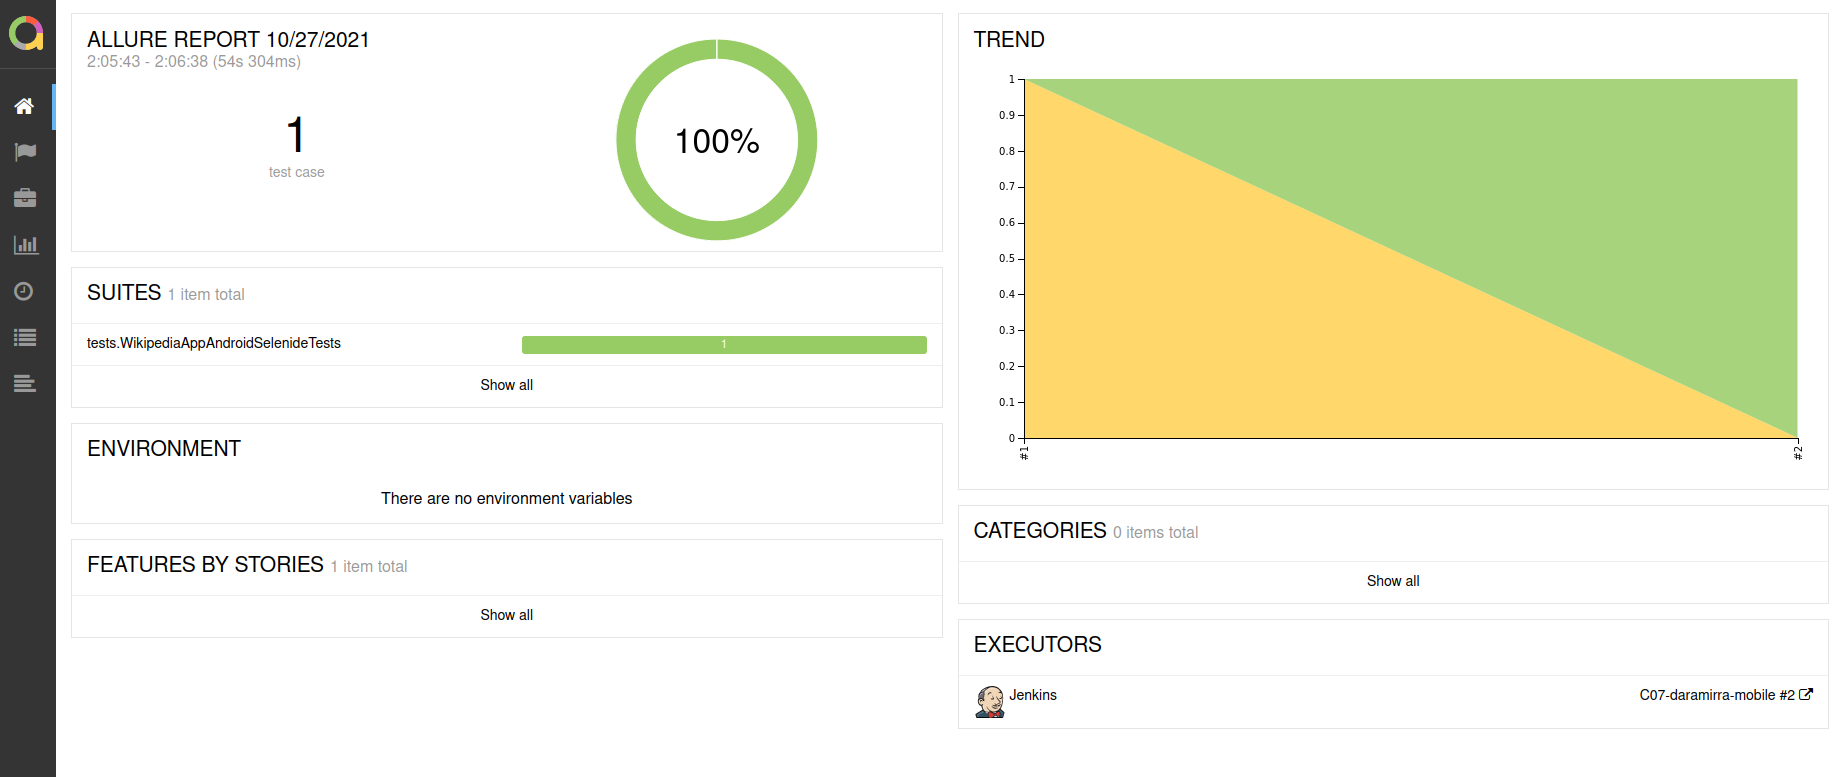 ALLURE REPORT 10/27/2021
2:05:43 - 2:06:38 (54s 304ms)
1
test case
100%
SUITES 1 item total
tests.WikipediaAppAndroidSelenideTests
1
Show all
ENVIRONMENT
There are no environment variables
FEATURES BY STORIES 1 item total
Show all
TREND
1
0.9
0.8
0.7
0.6
0.5
0.4
0.3
0.2
0.1
0
#1
#2
CATEGORIES 0 items total
Show all
EXECUTORS
Jenkins
C07-daramirra-mobile #2